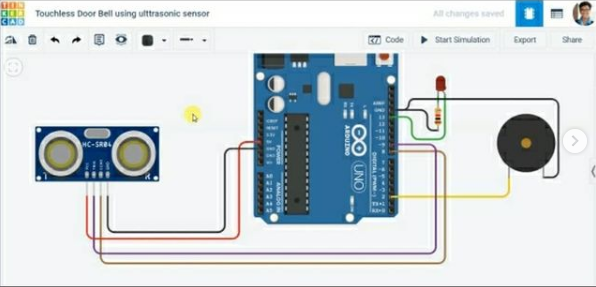 TIN
KER
CAD
Touchless Door Bell using ulttrasonic sensor
All changes saved
Code
Start Simulation
Export
Share
HC-SR04
AREF
GND
13
12
~11
~10
~9
8
7
~6
~5
4
~3
2
TX→1
RX←0
IOREF
RESET
3.3V
5V
GND
GND
Vin
A0
A1
A2
A3
A4
A5
POWER
ANALOG IN
DIGITAL (PWM~)
ARDUINO
UNO